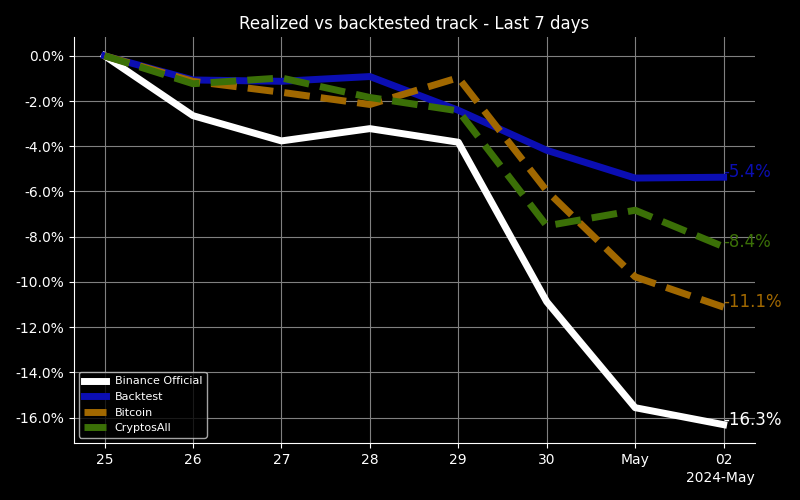 Realized vs backtested track - Last 7 days
0.0%
-2.0%
-4.0%
-6.0%
-8.0%
-10.0%
-12.0%
-14.0%
-16.0%
-5.4%
-8.4%
-11.1%
-16.3%
Binance Official
Backtest
Bitcoin
CryptosAll
25 26 27 28 29 30 May 02
2024-May